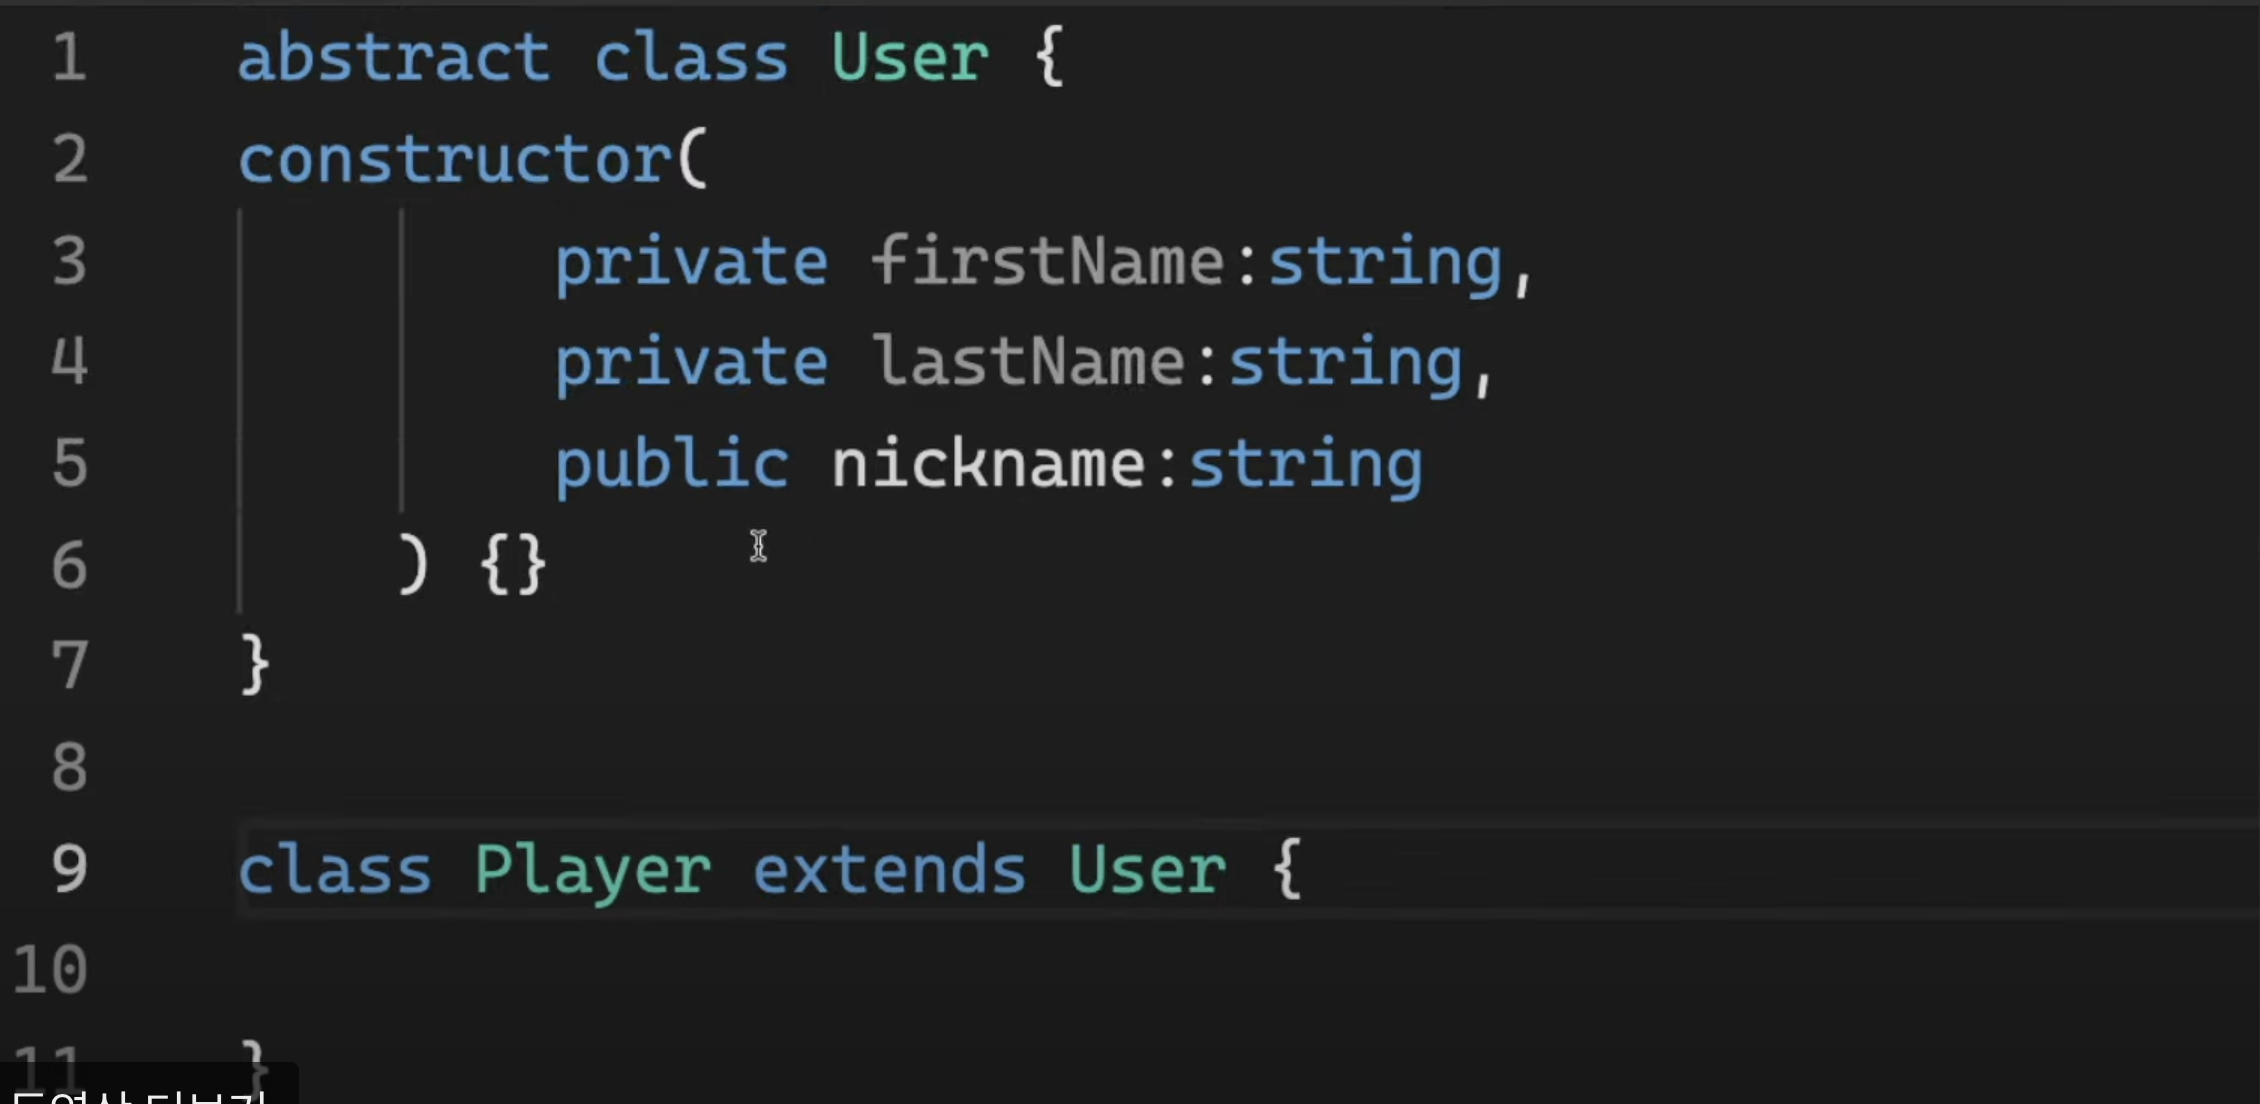 1 abstract class User {
2 constructor(
3 private firstName:string,
4 private lastName:string,
5 public nickname:string
6 ) {}
7 }
8
9 class Player extends User {
10
11 }
동영상 더보기